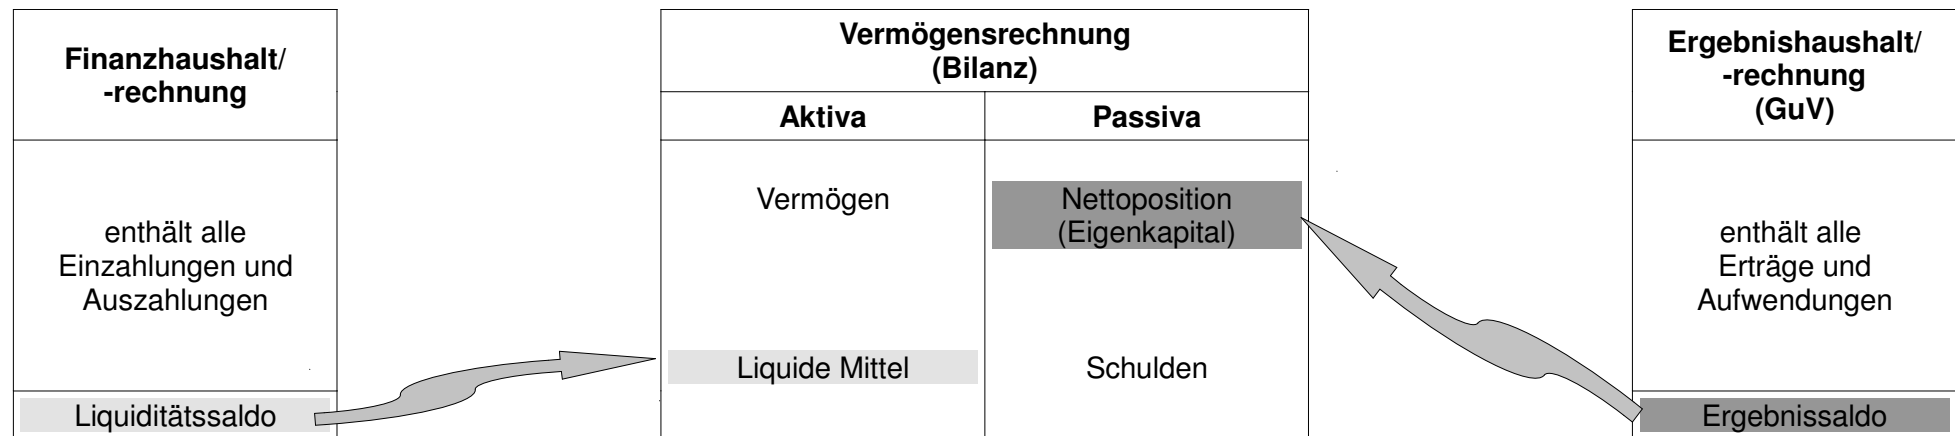 Finanzhaushalt/
-rechnung
enthält alle
Einzahlungen und
Auszahlungen
Liquiditätssaldo
Vermögensrechnung
(Bilanz)
Aktiva
Passiva
Vermögen
Nettoposition
(Eigenkapital)
Liquide Mittel
Schulden
Ergebnishaushalt/
-rechnung
(GuV)
enthält alle
Erträge und
Aufwendungen
Ergebnissaldo